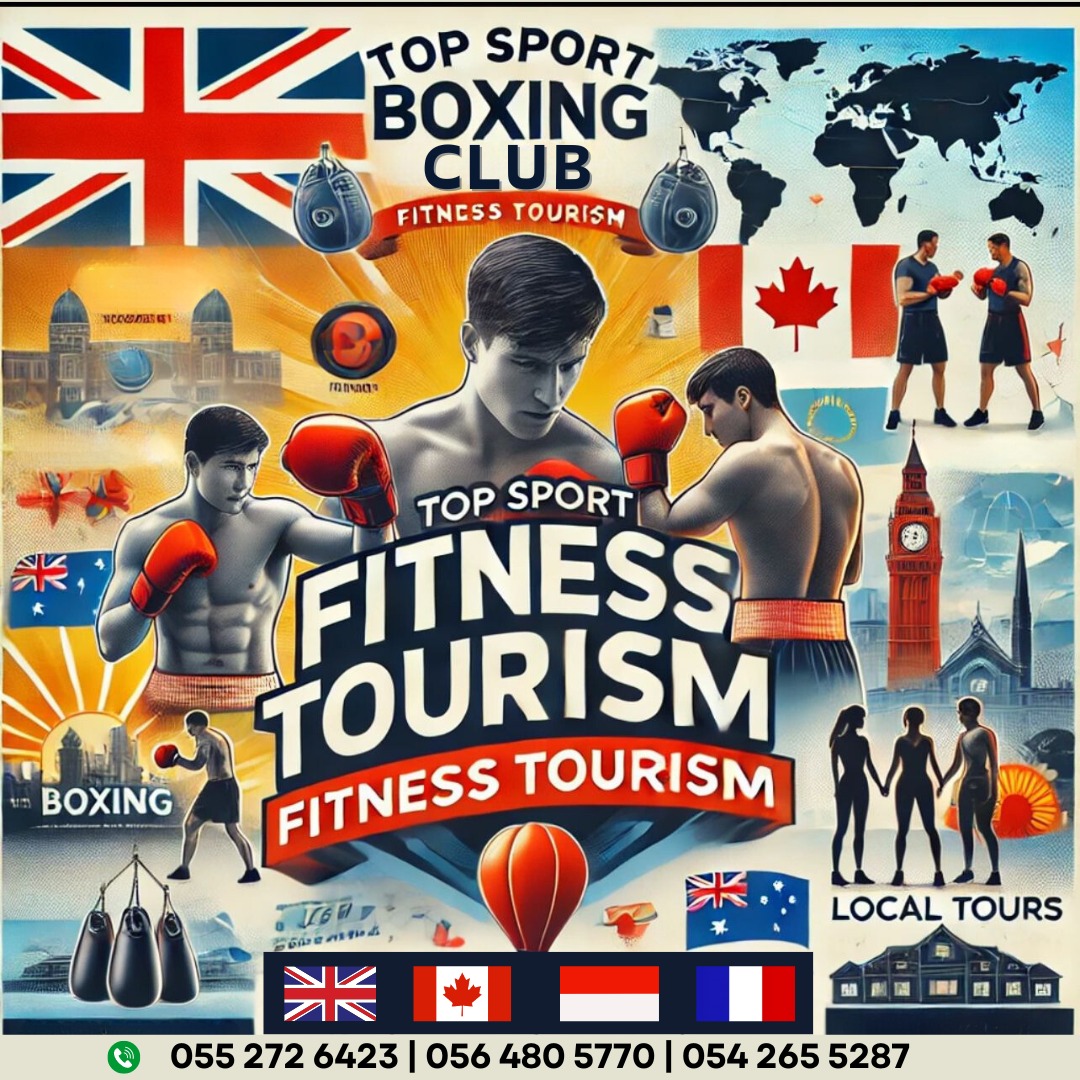 TOP SPORT
BOXING
CLUB
FITNESS TOURISM
TOP SPORT
FITNESS
TOURISM
FITNESS TOURISM
BOXING
LOCAL TOURS
055 272 6423 | 056 480 5770 | 054 265 5287